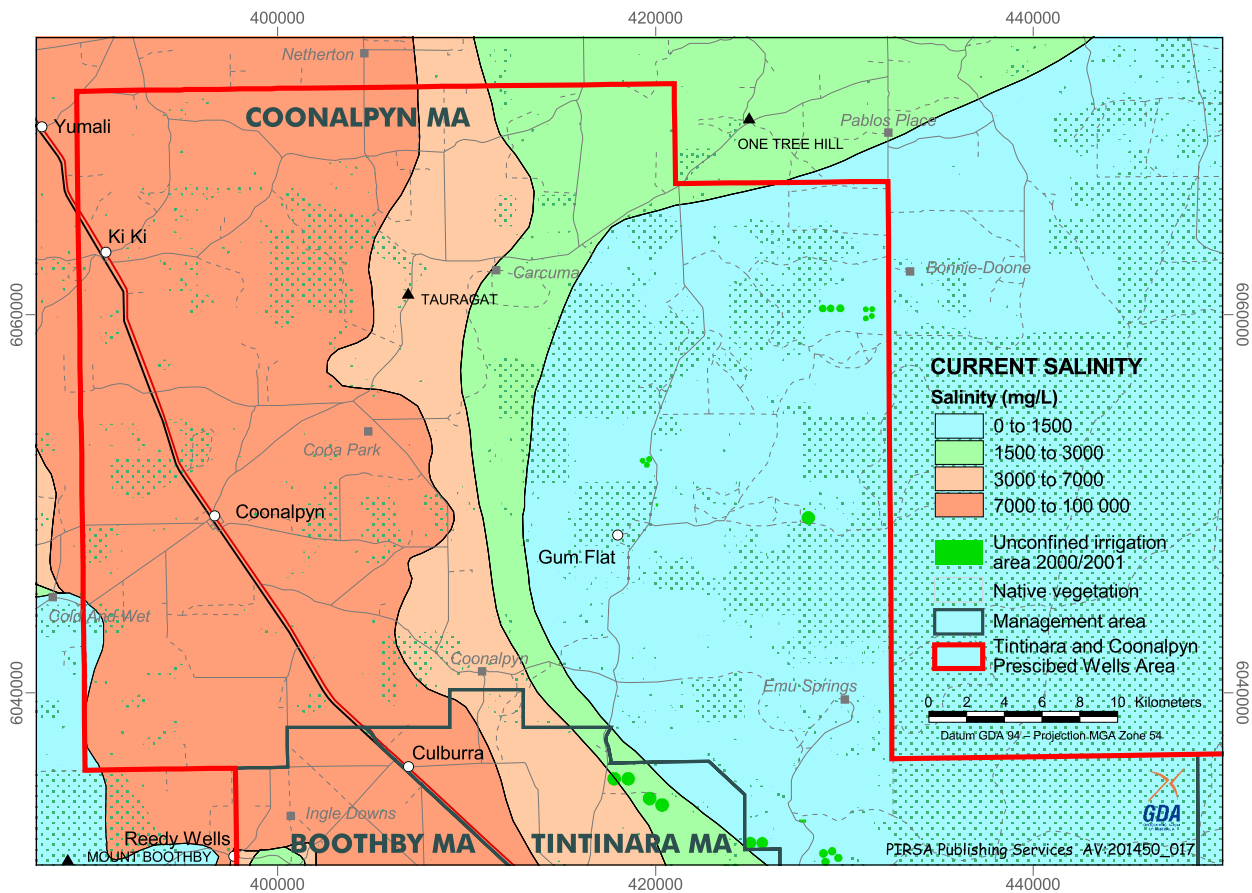 400000 420000 440000
Netherton
COONALPYN MA
Yumali
Pablos Place
ONE TREE HILL
Ki Ki
Carcuma
Bonnie-Doone
TAURAGAT
6060000
6060000
CURRENT SALINITY
Salinity (mg/L)
0 to 1500
1500 to 3000
3000 to 7000
7000 to 100 000
Cooa Park
Coonalpyn
Unconfined irrigation
area 2000/2001
Gum Flat
Native vegetation
Cold And Wet
Management area
Tintinara and Coonalpyn
Prescibed Wells Area
Coonalpyn
Emu Springs
6040000
6040000
0 2 4 6 8 10 Kilometers
Datum GDA 94 – Projection MGA Zone 54
Culburra
Ingle Downs
GDA
Reedy Wells
BOOTHBY MA
TINTINARA MA
MOUNT BOOTHBY
PIRSA Publishing Services AV:201450_017
400000 420000 440000